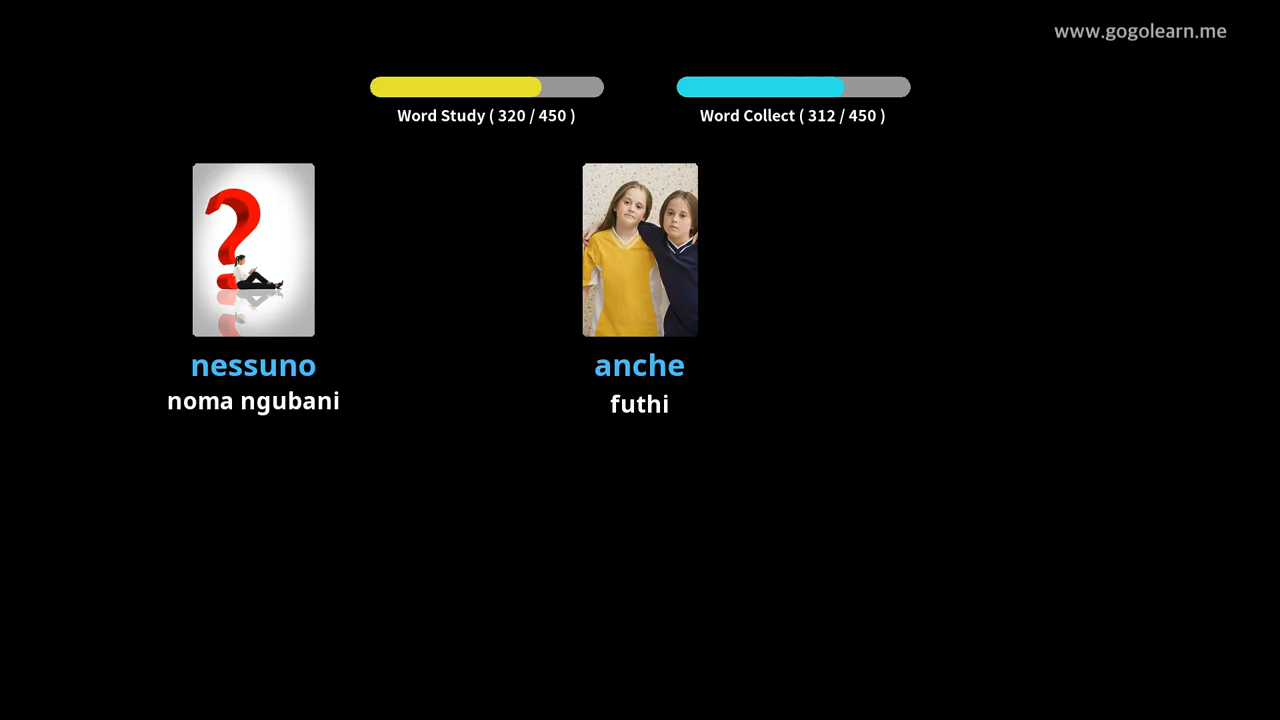 www.gogolearn.me
Word Study ( 320 / 450 )
Word Collect ( 312 / 450 )
nessuno
noma ngubani
anche
futhi